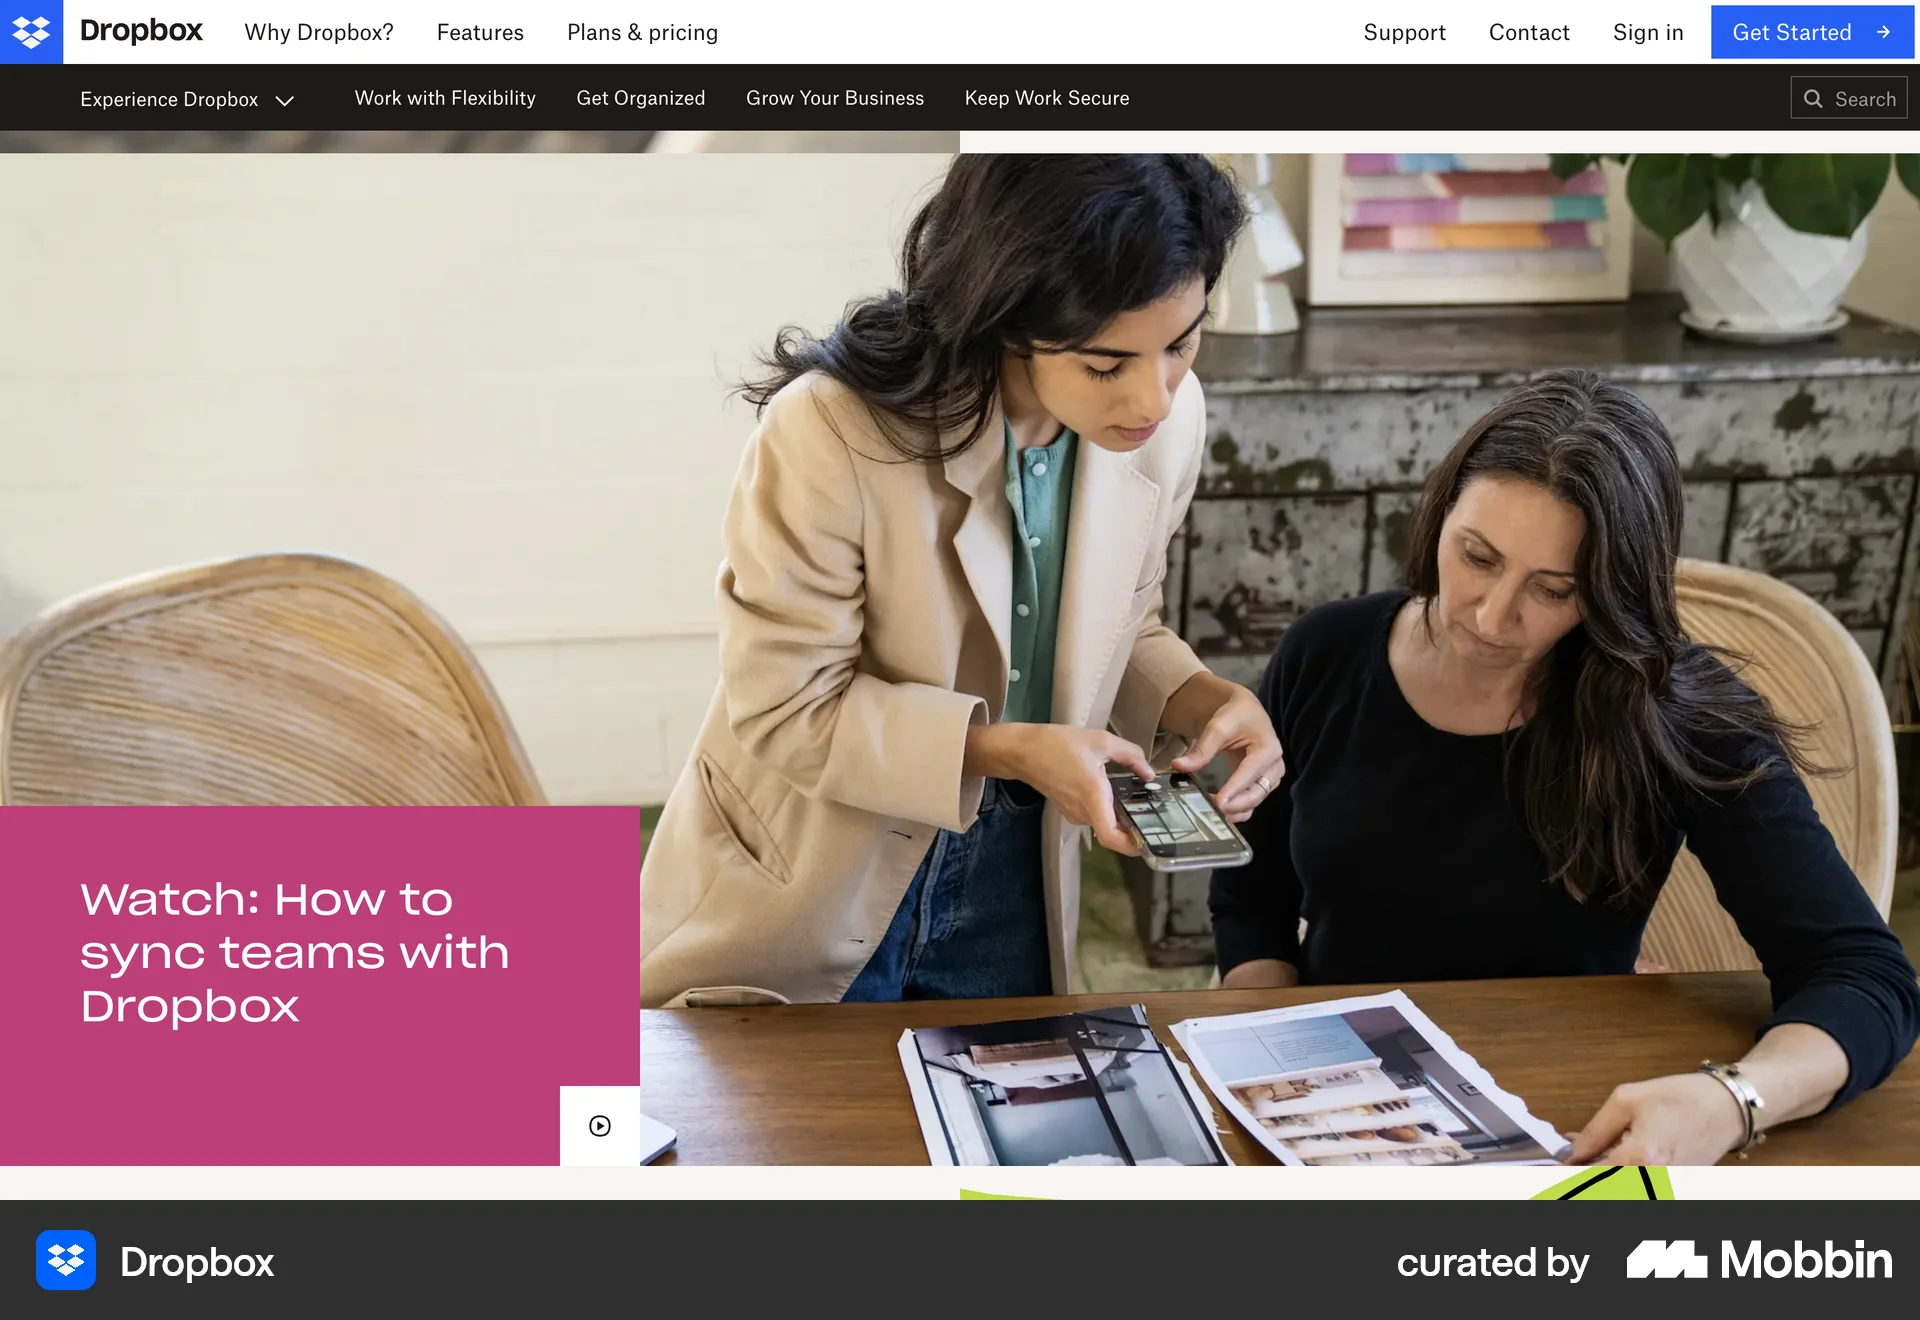 Dropbox
Why Dropbox?
Features
Plans & pricing
Support
Contact
Sign in
Get Started
Experience Dropbox
Work with Flexibility
Get Organized
Grow Your Business
Keep Work Secure
Search
Watch: How to
sync teams with
Dropbox
Dropbox
curated by
Mobbin